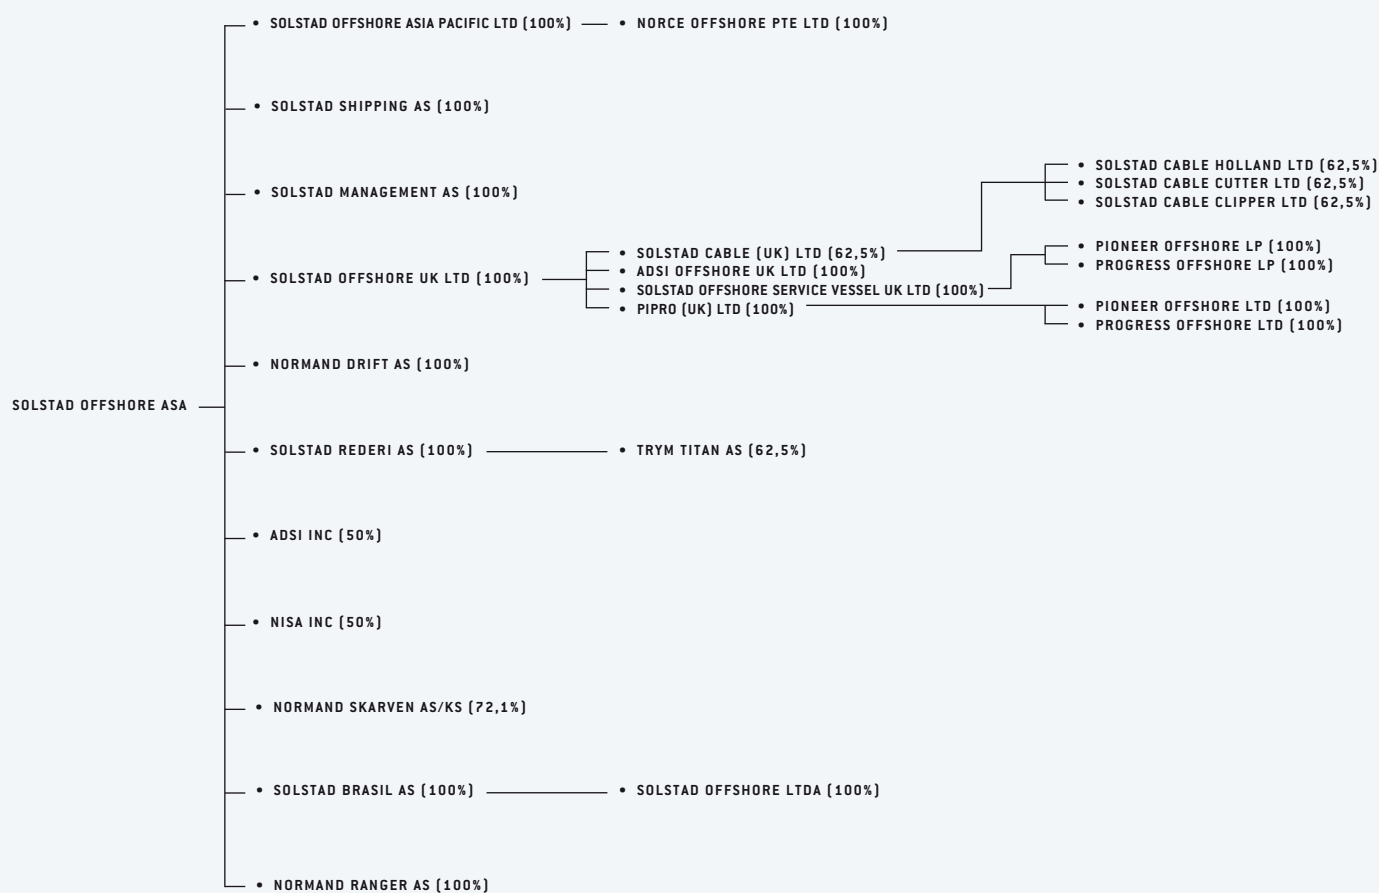 SOLSTAD OFFSHORE ASIA PACIFIC LTD (100%) • NORCE OFFSHORE PTE LTD (100%)
• SOLSTAD SHIPPING AS (100%)
• SOLSTAD CABLE HOLLAND LTD (62,5%)
• SOLSTAD CABLE CUTTER LTD (62,5%)
• SOLSTAD MANAGEMENT AS (100%)
• SOLSTAD CABLE CLIPPER LTD (62,5%)
• PIONEER OFFSHORE LP (100%)
• SOLSTAD CABLE (UK) LTD (62,5%)
• PROGRESS OFFSHORE LP (100%)
• ADSI OFFSHORE UK LTD (100%)
• SOLSTAD OFFSHORE UK LTD (100%)
• SOLSTAD OFFSHORE SERVICE VESSEL UK LTD (100%)
• PIONEER OFFSHORE LTD (100%)
• PIPRO (UK) LTD (100%)
• PROGRESS OFFSHORE LTD (100%)
• NORMAND DRIFT AS (100%)
SOLSTAD OFFSHORE ASA
• SOLSTAD REDERI AS (100%) • TRYM TITAN AS (62,5%)
• ADSI INC (50%)
• NISA INC (50%)
• NORMAND SKARVEN AS/KS (72,1%)
• SOLSTAD BRASIL AS (100%) • SOLSTAD OFFSHORE LTDA (100%)
• NORMAND RANGER AS (100%)